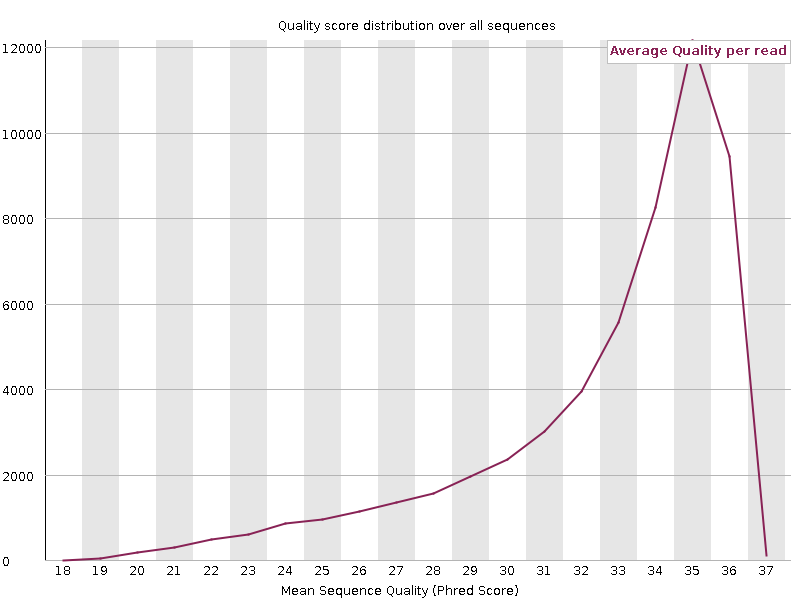 Quality score distribution over all sequences
Average Quality per read
12000
10000
8000
6000
4000
2000
0
18 19 20 21 22 23 24 25 26 27 28 29 30 31 32 33 34 35 36 37
Mean Sequence Quality (Phred Score)